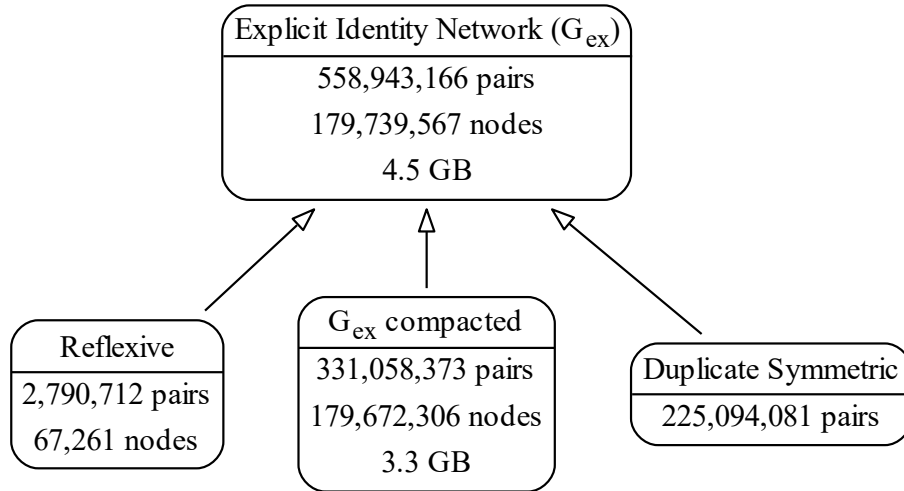 Explicit Identity Network (Gex)
558,943,166 pairs
179,739,567 nodes
4.5 GB
Reflexive
2,790,712 pairs
67,261 nodes
Gex compacted
331,058,373 pairs
179,672,306 nodes
3.3 GB
Duplicate Symmetric
225,094,081 pairs